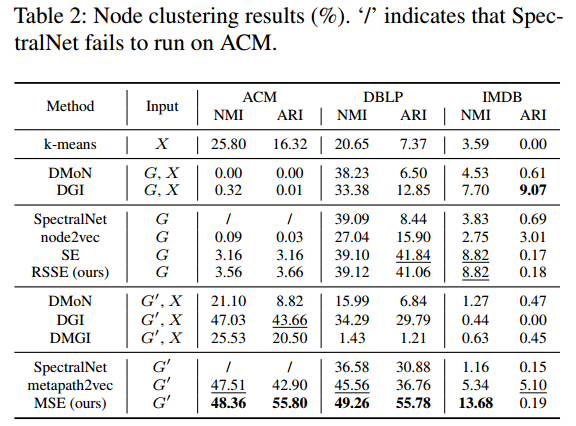 Table 2: Node clustering results (%). ‘/’ indicates that Spec-
tralNet fails to run on ACM.
Method Input ACM DBLP IMDB
NMI ARI NMI ARI NMI ARI
k-means X 25.80 16.32 20.65 7.37 3.59 0.00
DMoN G, X 0.00 0.00 38.23 6.50 4.53 0.61
DGI G, X 0.32 0.01 33.38 12.85 7.70 9.07
SpectralNet G / / 39.09 8.44 3.83 0.69
node2vec G 0.09 0.03 27.04 15.90 2.75 3.01
SE G 3.16 3.16 39.10 41.84 8.82 0.17
RSSE (ours) G 3.56 3.66 39.12 41.06 8.82 0.18
DMoN G′, X 21.10 8.82 15.99 6.84 1.27 0.47
DGI G′, X 47.03 43.66 34.29 29.79 0.44 0.00
DMGI G′, X 25.53 20.50 1.43 1.21 0.63 0.45
SpectralNet G′ / / 36.58 30.88 1.16 0.15
metapath2vec G′ 47.51 42.90 45.56 36.76 5.34 5.10
MSE (ours) G′ 48.36 55.80 49.26 55.78 13.68 0.19